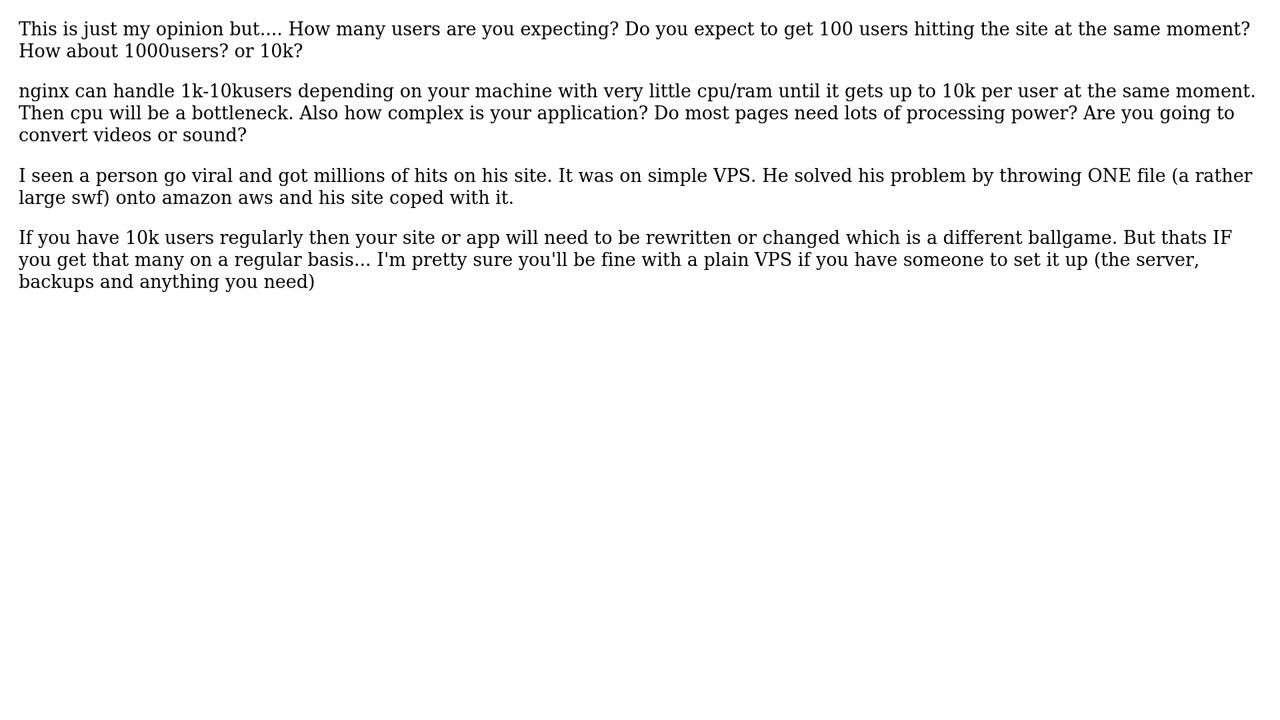 This is just my opinion but.... How many users are you expecting? Do you expect to get 100 users hitting the site at the same moment?
How about 1000users? or 10k?
nginx can handle 1k-10kusers depending on your machine with very little cpu/ram until it gets up to 10k per user at the same moment.
Then cpu will be a bottleneck. Also how complex is your application? Do most pages need lots of processing power? Are you going to
convert videos or sound?
I seen a person go viral and got millions of hits on his site. It was on simple VPS. He solved his problem by throwing ONE file (a rather
large swf) onto amazon aws and his site coped with it.
If you have 10k users regularly then your site or app will need to be rewritten or changed which is a different ballgame. But thats IF
you get that many on a regular basis... I'm pretty sure you'll be fine with a plain VPS if you have someone to set it up (the server,
backups and anything you need)